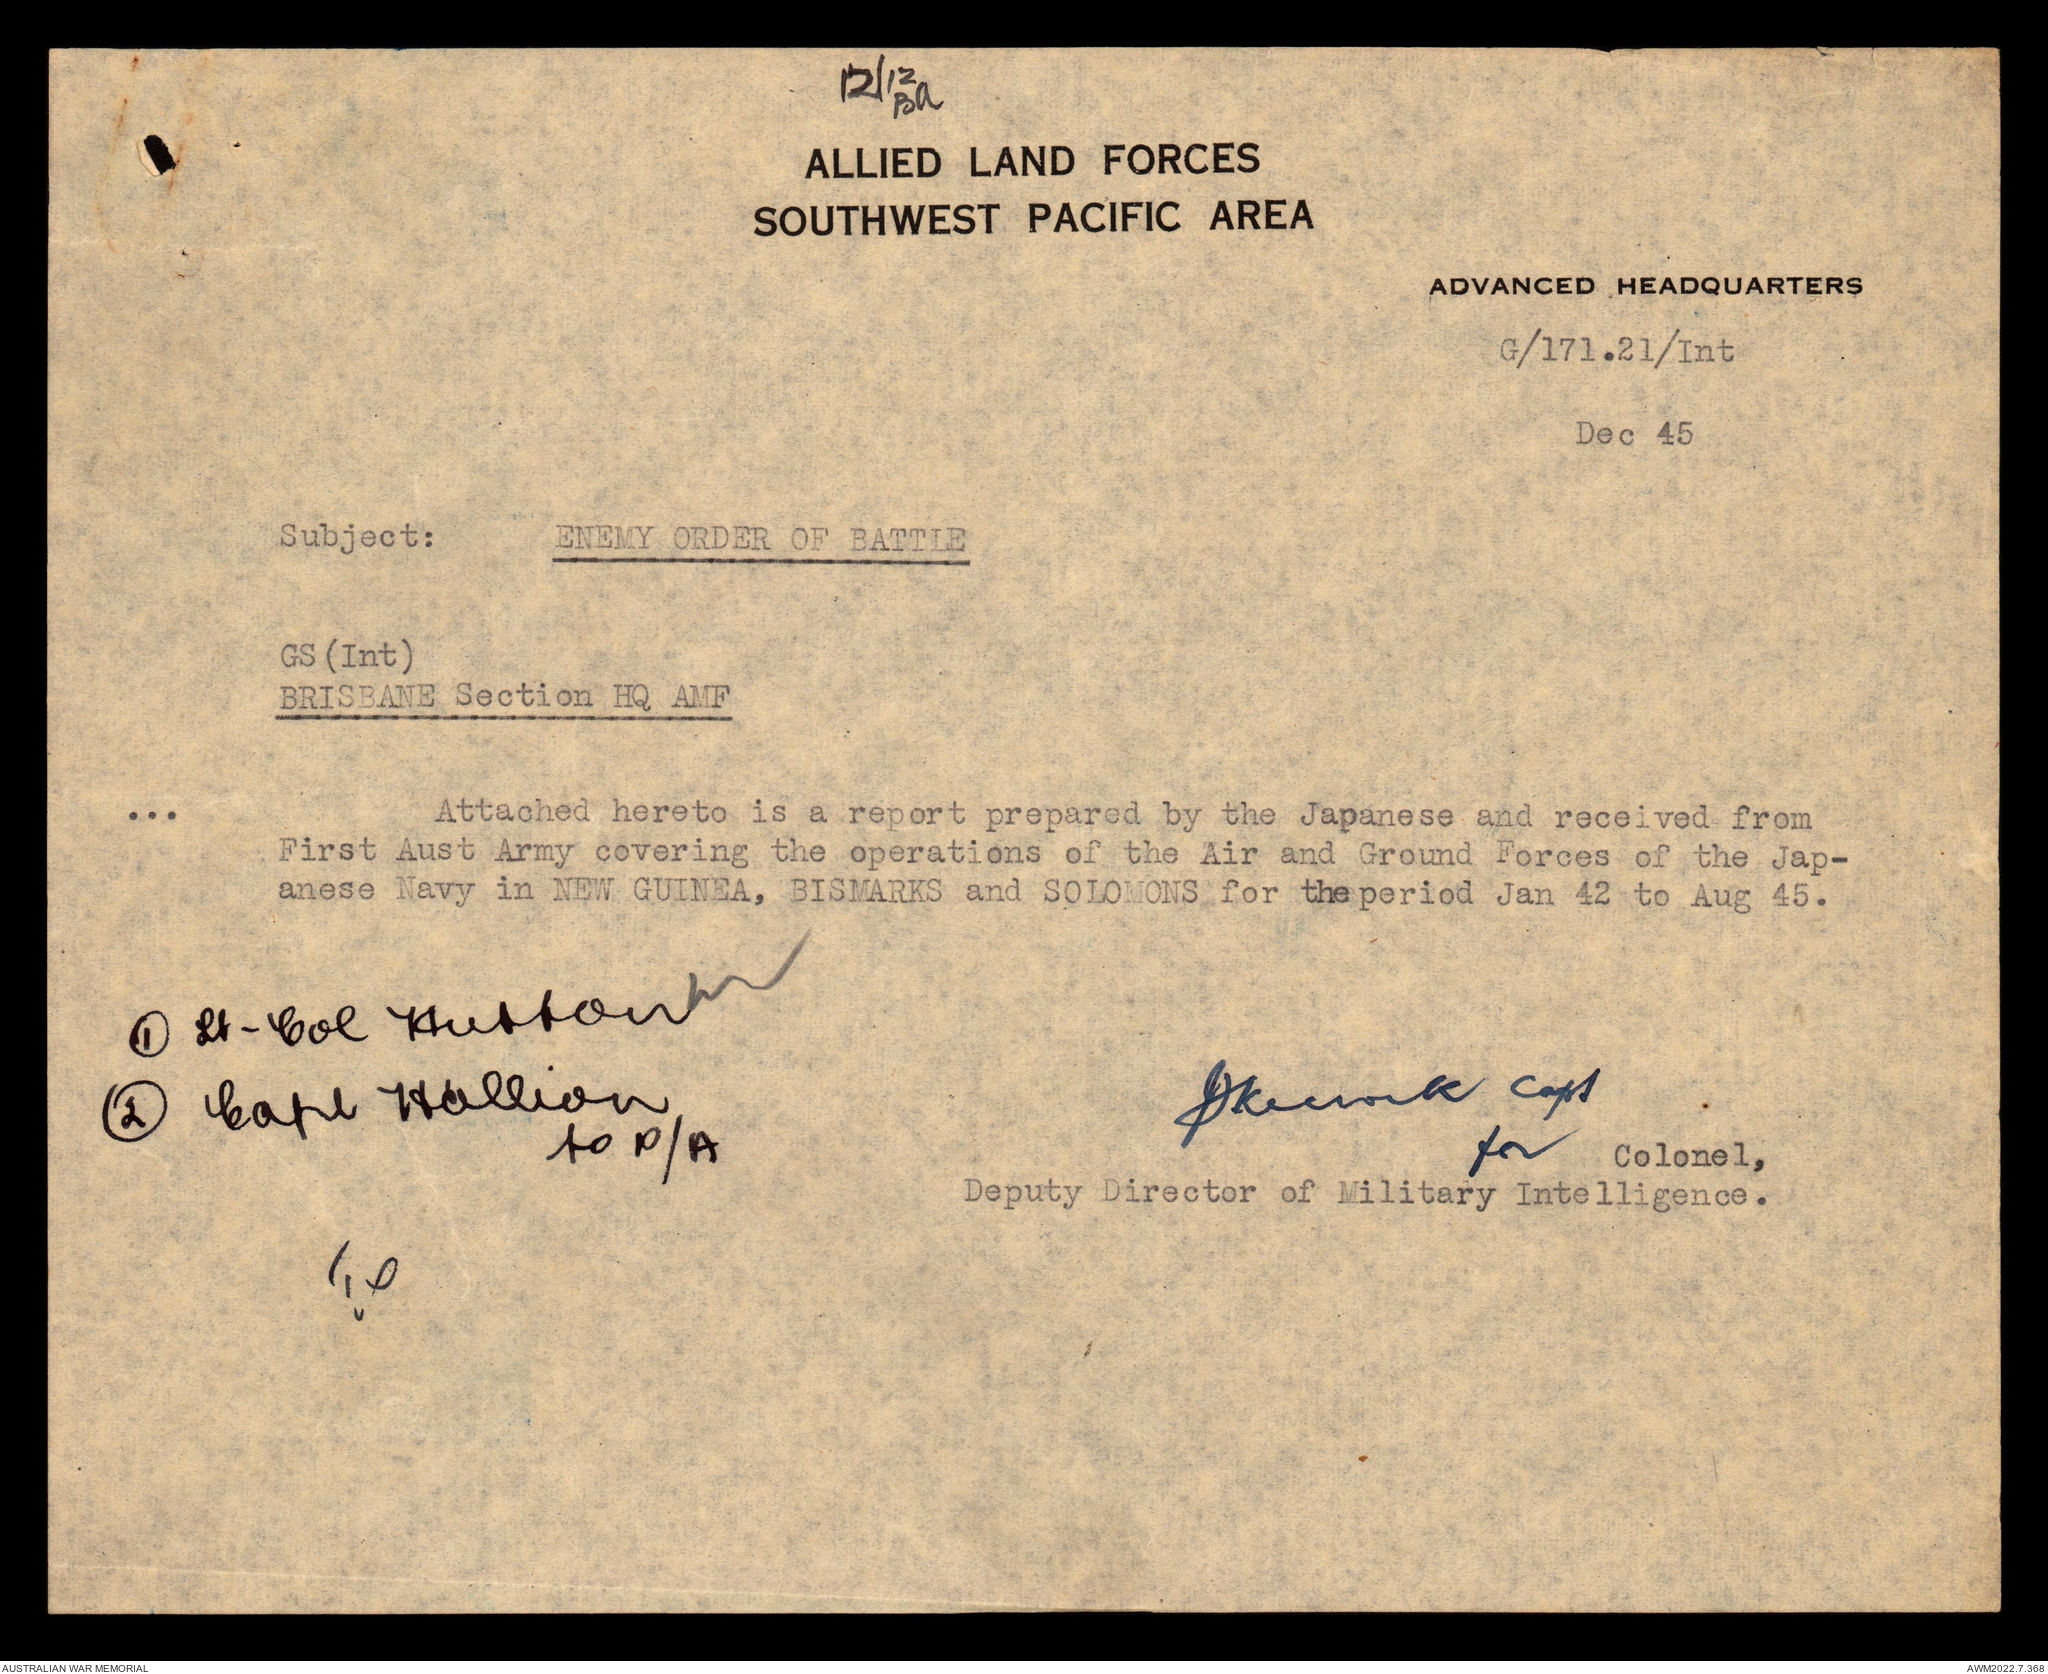 12/12
ALLIED LAND FORCES
SOUTHWEST PACIFIC AREA
ADVANCED HEADQUARTERS
G/171.21/Int
Dec 45
Subject: ENEMY ORDER OF BATTLE
GS(Int)
BRISBANE Section HQ AMF
... Attached hereto is a report prepared by the Japanese and received from
First Aust Army covering the operations of the Air and Ground Forces of the Jap-
anese Navy in NEW GUINEA, BISMARKS and SOLOMONS for the period Jan 42 to Aug 45.
① Lt-Col Hutton
② Capt Hallion
to P/A
Capt
for Colonel,
Deputy Director of Military Intelligence.
AUSTRALIAN WAR MEMORIAL
AWM2022.7.368